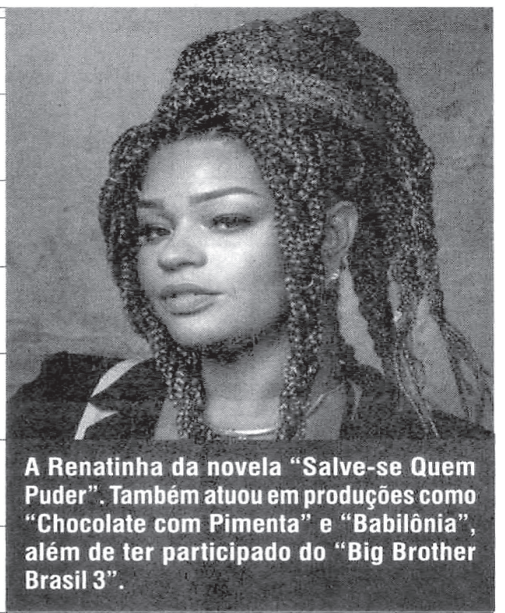 A Renatinha da novela “Salve-se Quem
Puder”. Também atuou em produções como
“Chocolate com Pimenta” e “Babilônia”,
além de ter participado do “Big Brother
Brasil 3”.